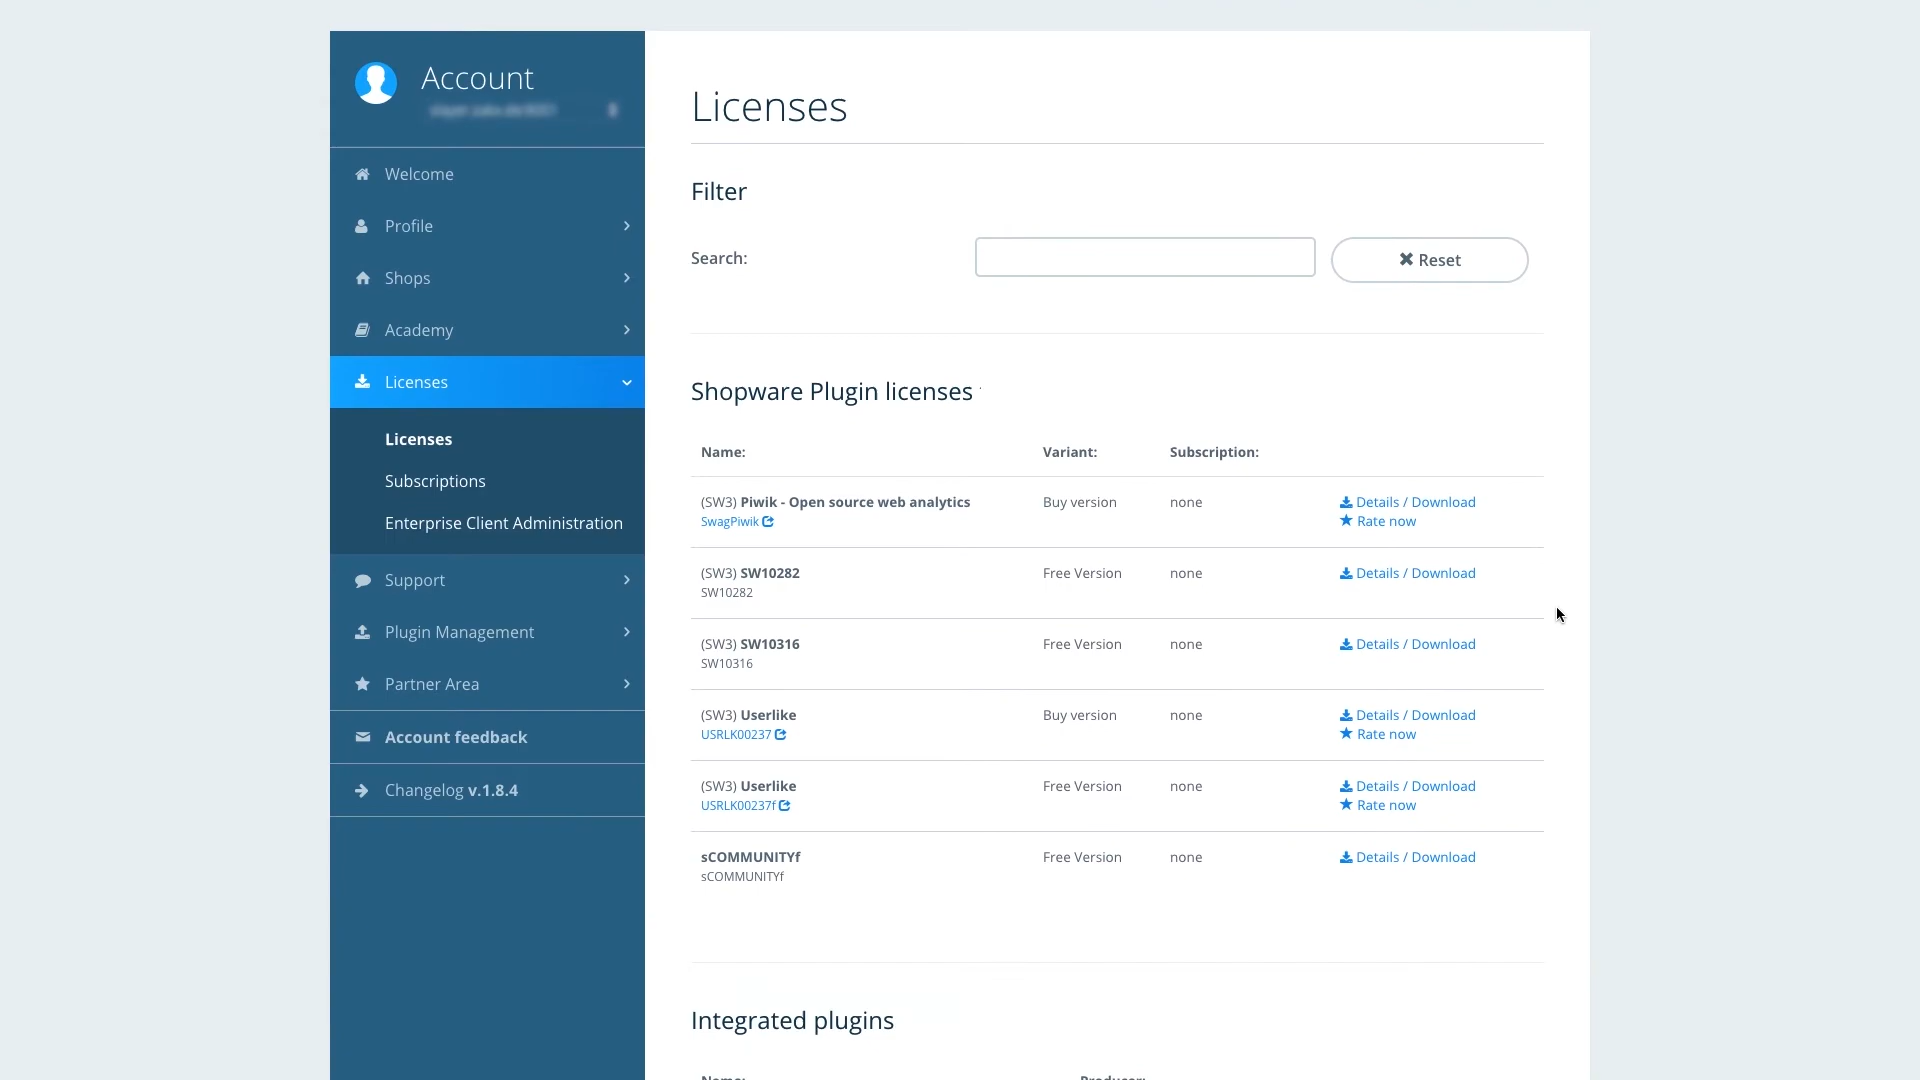 Account
Welcome
Profile
Shops
Academy
Licenses
Licenses
Subscriptions
Enterprise Client Administration
Support
Plugin Management
Partner Area
Account feedback
Changelog v.1.8.4
Licenses
Filter
Search:
Reset
Shopware Plugin licenses
Name: Variant: Subscription:
(SW3) Piwik - Open source web analytics Buy version none Details / Download
SwagPiwik Rate now
(SW3) SW10282 Free Version none Details / Download
SW10282
(SW3) SW10316 Free Version none Details / Download
SW10316
(SW3) Userlike Buy version none Details / Download
USRLK00237 Rate now
(SW3) Userlike Free Version none Details / Download
USRLK00237f Rate now
sCOMMUNITYf Free Version none Details / Download
sCOMMUNITYf
Integrated plugins
Name: Producer: